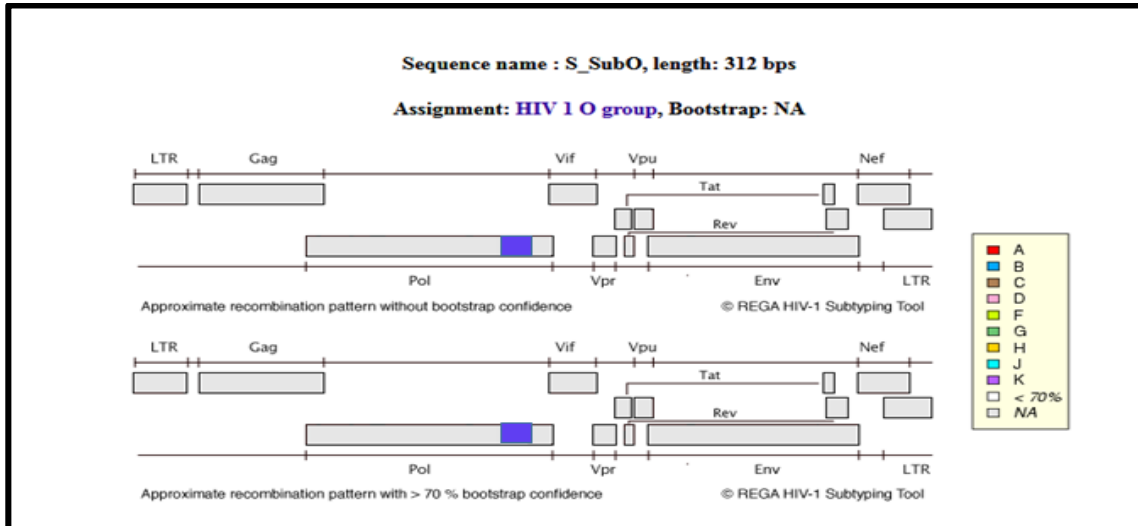 Sequence name : S_SubO, length: 312 bps
Assignment: HIV 1 O group, Bootstrap: NA
LTR Gag Vif Vpu Nef
Tat
Rev
Pol Vpr Env LTR
Approximate recombination pattern without bootstrap confidence © REGA HIV-1 Subtyping Tool
LTR Gag Vif Vpu Nef
Tat
Rev
Pol Vpr Env LTR
Approximate recombination pattern with > 70 % bootstrap confidence © REGA HIV-1 Subtyping Tool
A
B
C
D
F
G
H
J
K
< 70%
NA